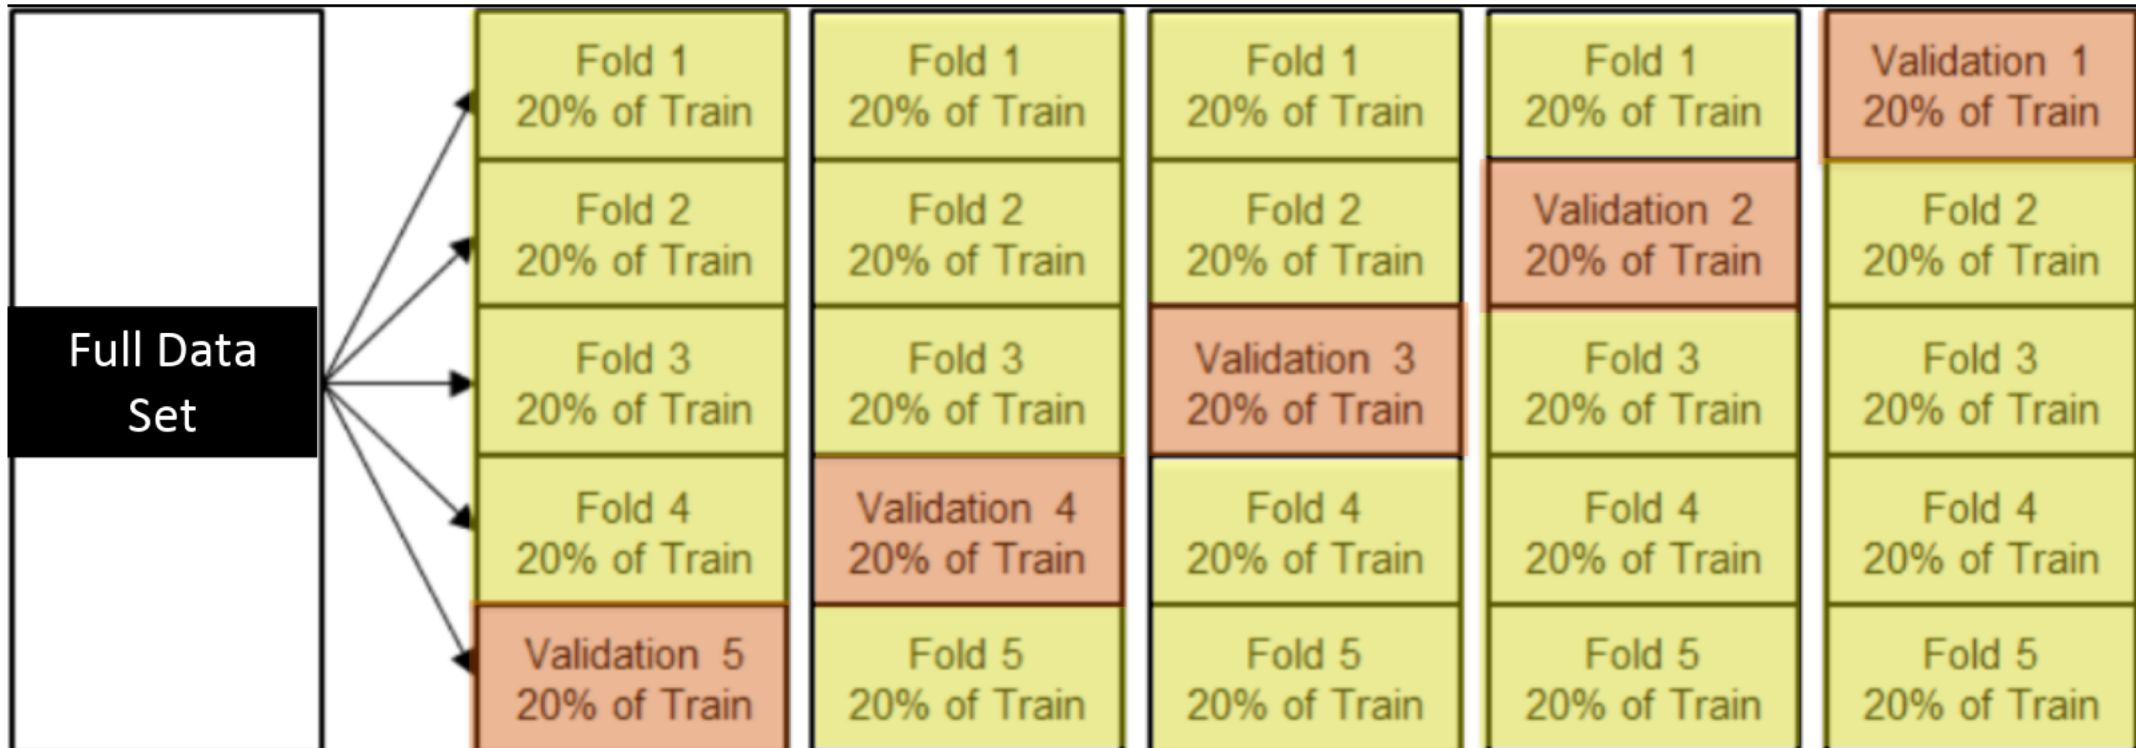 Full Data
Set
Fold 1
20% of Train
Fold 2
20% of Train
Fold 3
20% of Train
Fold 4
20% of Train
Validation 5
20% of Train
Fold 1
20% of Train
Fold 2
20% of Train
Fold 3
20% of Train
Validation 4
20% of Train
Fold 5
20% of Train
Fold 1
20% of Train
Fold 2
20% of Train
Validation 3
20% of Train
Fold 4
20% of Train
Fold 5
20% of Train
Fold 1
20% of Train
Validation 2
20% of Train
Fold 3
20% of Train
Fold 4
20% of Train
Fold 5
20% of Train
Validation 1
20% of Train
Fold 2
20% of Train
Fold 3
20% of Train
Fold 4
20% of Train
Fold 5
20% of Train